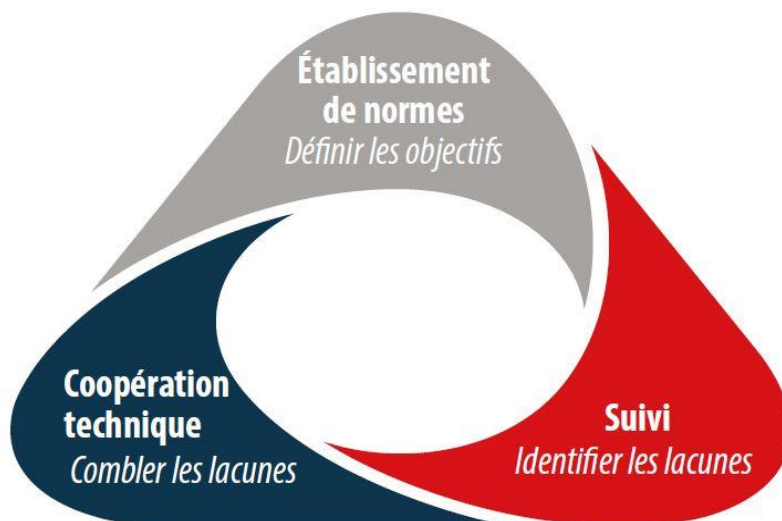 Établissement
de normes
Définir les objectifs
Coopération
technique
Combler les lacunes
Suivi
Identifier les lacunes